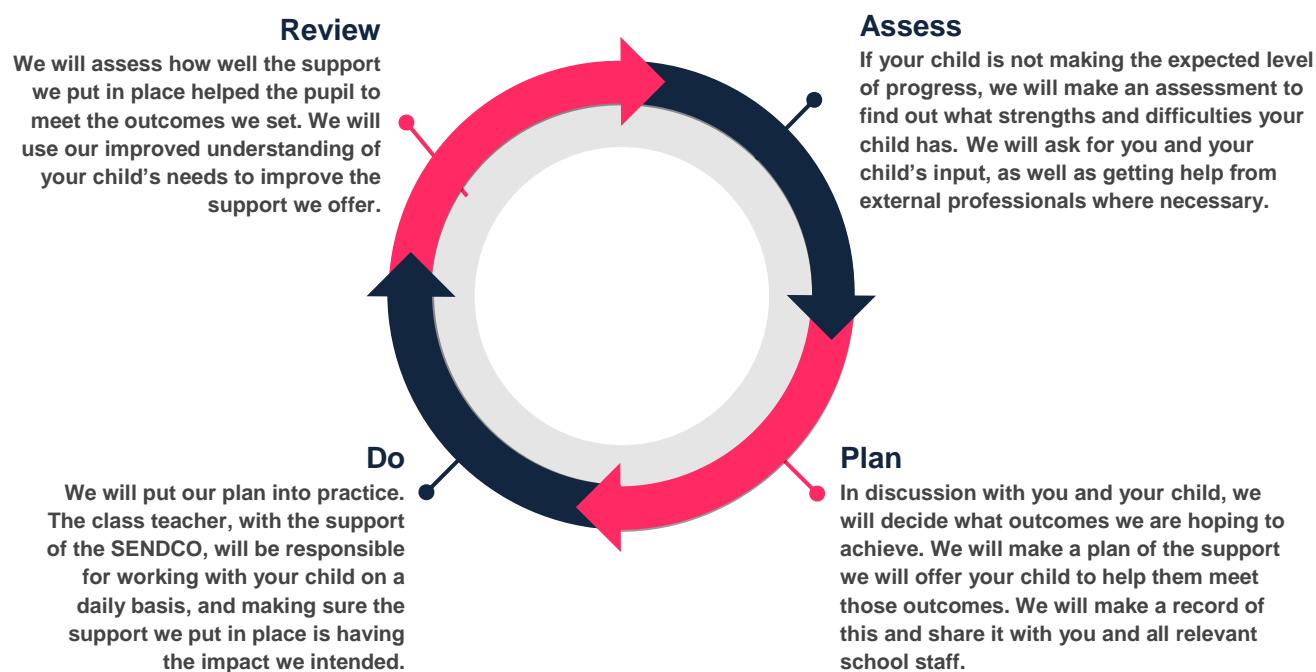 Review
We will assess how well the support
we put in place helped the pupil to
meet the outcomes we set. We will
use our improved understanding of
your child’s needs to improve the
support we offer.
Assess
If your child is not making the expected level
of progress, we will make an assessment to
find out what strengths and difficulties your
child has. We will ask for you and your
child’s input, as well as getting help from
external professionals where necessary.
Do
We will put our plan into practice.
The class teacher, with the support
of the SENDCO, will be responsible
for working with your child on a
daily basis, and making sure the
support we put in place is having
the impact we intended.
Plan
In discussion with you and your child, we
will decide what outcomes we are hoping to
achieve. We will make a plan of the support
we will offer your child to help them meet
those outcomes. We will make a record of
this and share it with you and all relevant
school staff.